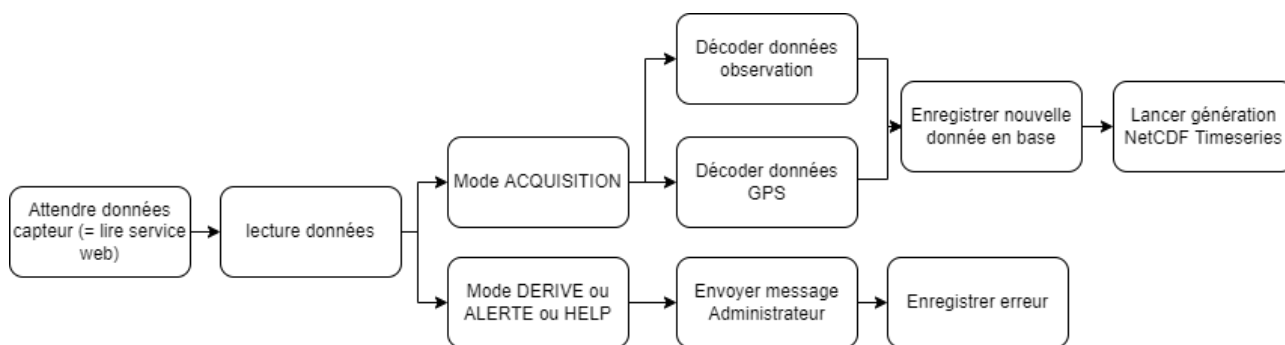 Attendre données
capteur (= lire service
web)
lecture données
Mode ACQUISITION
Décoder données
observation
Décoder données
GPS
Enregistrer nouvelle
donnée en base
Lancer génération
NetCDF Timeseries
Mode DERIVE ou
ALERTE ou HELP
Envoyer message
Administrateur
Enregistrer erreur